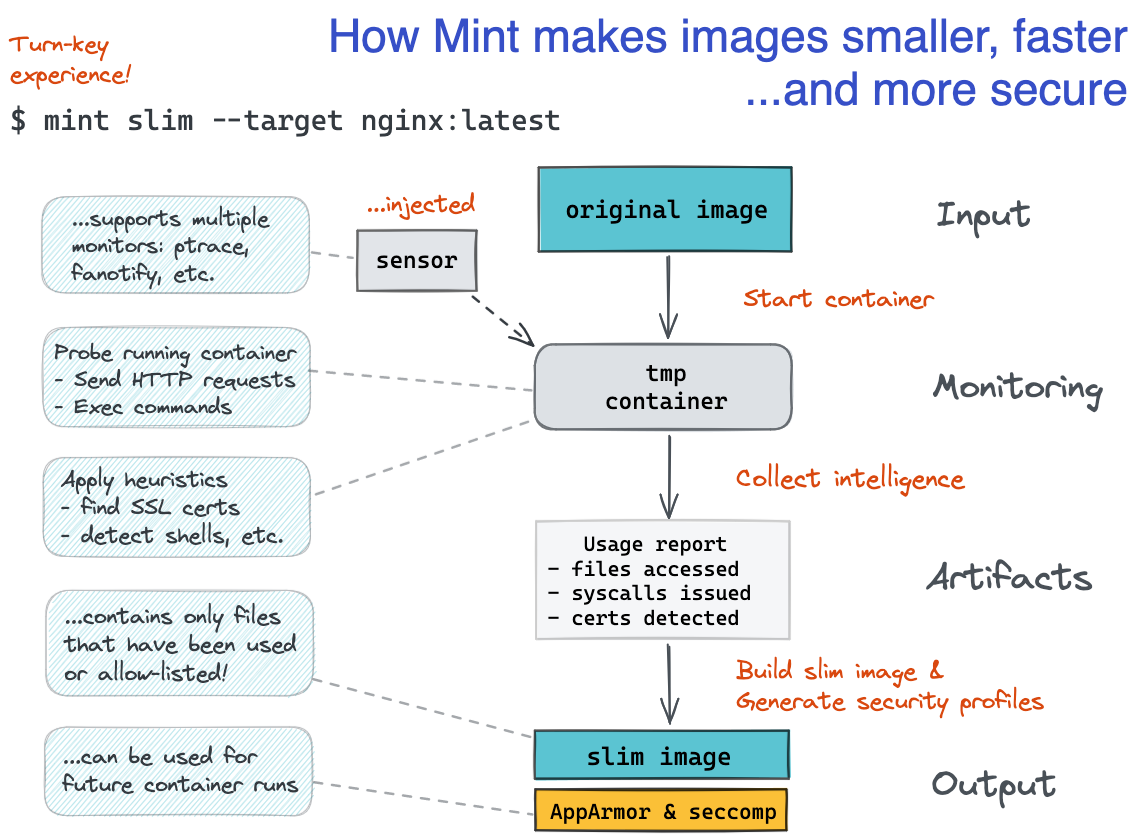 Turn-key
experience!
How Mint makes images smaller, faster
...and more secure
$ mint slim --target nginx:latest
...supports multiple
monitors: ptrace,
fanotify, etc.
...injected
sensor
original image
Input
Start container
Probe running container
- Send HTTP requests
- Exec commands
tmp
container
Monitoring
Apply heuristics
- find SSL certs
- detect shells, etc.
Collect intelligence
Usage report
- files accessed
- syscalls issued
- certs detected
Artifacts
...contains only files
that have been used
or allow-listed!
Build slim image &
Generate security profiles
...can be used for
future container runs
slim image
AppArmor & seccomp
Output